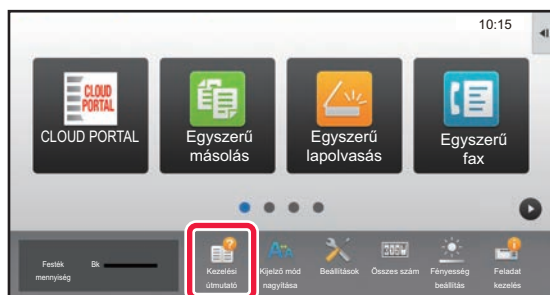 10:15
CLOUD
PORTAL
CLOUD PORTAL
Egyszerű
másolás
Egyszerű
lapolvasás
Egyszerű
fax
Festék
mennyiség
Bk
Kezelési
útmutató
Kijelző mód
nagyítása
Beállítások
Összes szám
Fényesség
beállítás
Feladat
kezelés